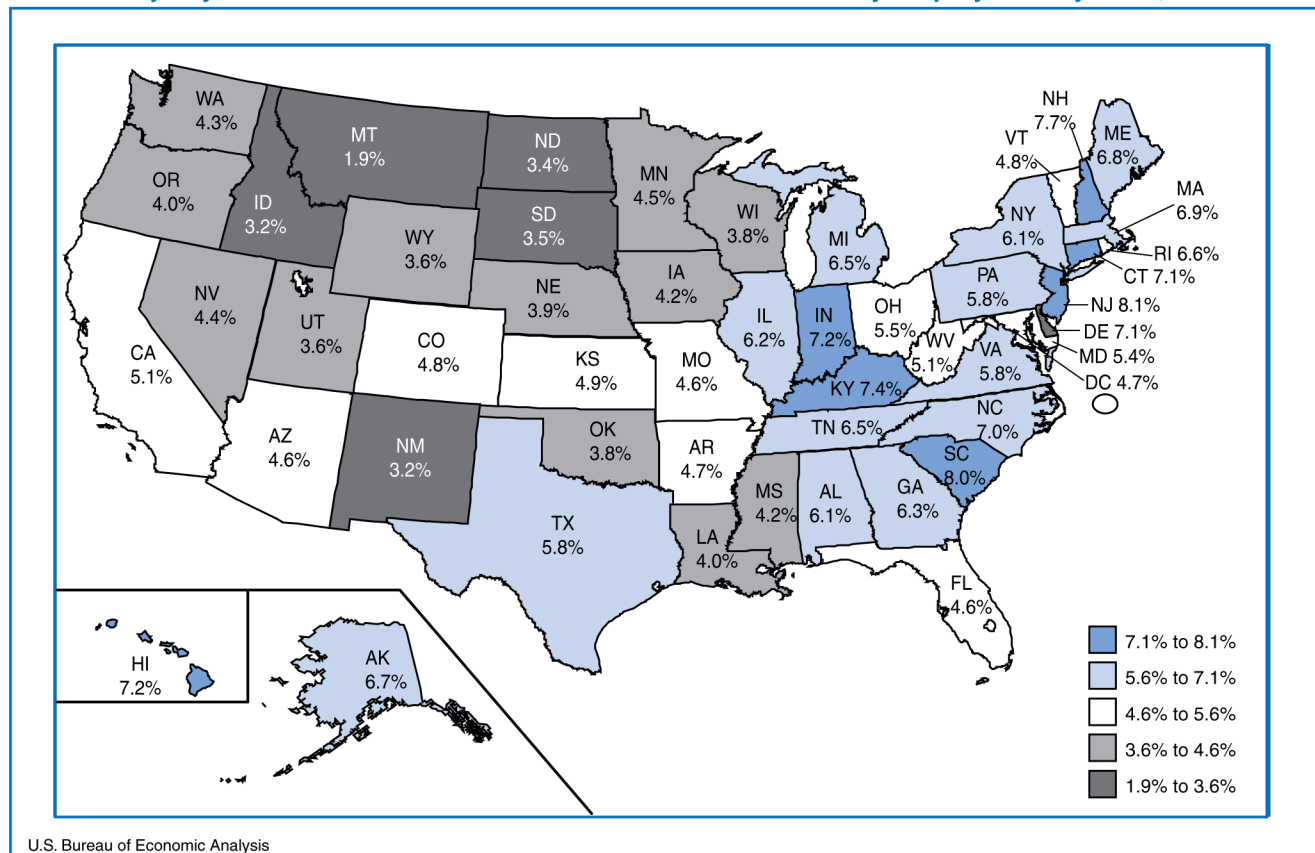 WA
4.3%
MT
1.9%
ND
3.4%
MN
4.5%
OR
4.0%
ID
3.2%
SD
3.5%
WI
3.8%
WY
3.6%
MI
6.5%
NH
7.7%
VT
4.8%
ME
6.8%
MA
6.9%
NY
6.1%
RI 6.6%
CT 7.1%
PA
5.8%
NJ 8.1%
DE 7.1%
MD 5.4%
DC 4.7%
NV
4.4%
UT
3.6%
NE
3.9%
IA
4.2%
IL
6.2%
IN
7.2%
OH
5.5%
WV
5.1%
VA
5.8%
CA
5.1%
CO
4.8%
KS
4.9%
MO
4.6%
KY 7.4%
NC
7.0%
TN 6.5%
SC
8.0%
AZ
4.6%
NM
3.2%
OK
3.8%
AR
4.7%
MS
4.2%
AL
6.1%
GA
6.3%
TX
5.8%
LA
4.0%
FL
4.6%
HI
7.2%
AK
6.7%
7.1% to 8.1%
5.6% to 7.1%
4.6% to 5.6%
3.6% to 4.6%
1.9% to 3.6%
U.S. Bureau of Economic Analysis